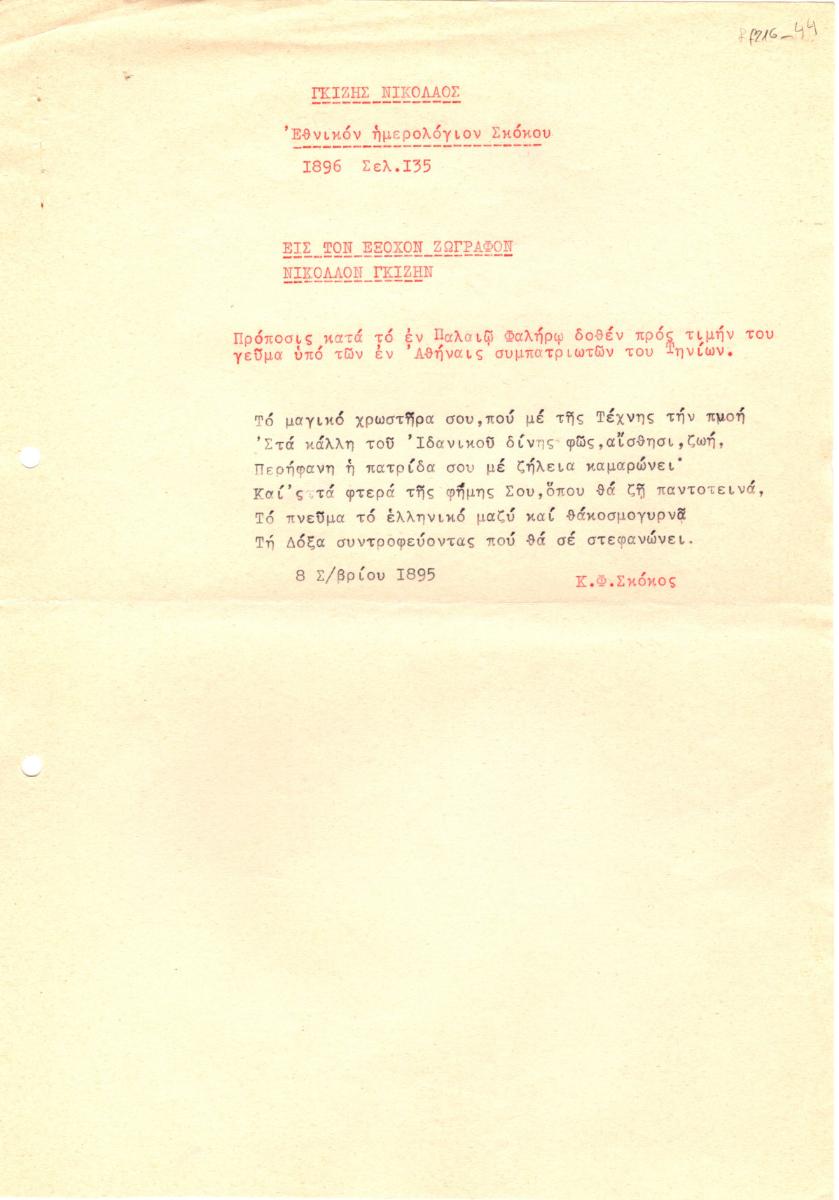 ΓΚΙΖΗΣ ΝΙΚΟΛΑΟΣ
Ἐθνικόν ἡμερολόγιον Σκόκου
1896 Σελ.135
ΕΙΣ ΤΟΝ ΕΞΟΧΟΝ ΖΩΓΡΑΦΟΝ
ΝΙΚΟΛΑΟΝ ΓΚΙΖΗΝ
Πρόποσις κατά τό ἐν Παλαιῷ Φαλήρῳ δοθέν πρός τιμήν του
γεῦμα ὑπό τῶν ἐν Ἀθήναις συμπατριωτῶν του Τηνίων.
Τό μαγικό χρωστῆρα σου,πού μέ τῆς Τέχνης τήν πνοή
Ἐτά κάλλη τοῦ Ἰδανικοῦ δίνης φῶς,αἴσθησι,ζωή,
Περήφανη ἡ πατρίδα σου μέ ζήλεια καμαρώνει·
Καί'ς τά φτερά τῆς φήμης Σου,ὅπου θά ζῇ παντοτεινά,
Τό πνεῦμα τό ἑλληνικό μαζύ καί θάκοσμογυρνᾷ
Τή Δόξα συντροφεύοντας πού θά σέ στεφανώνει.
8 Σ/βρίου 1895
Κ.Φ.Σκόκος